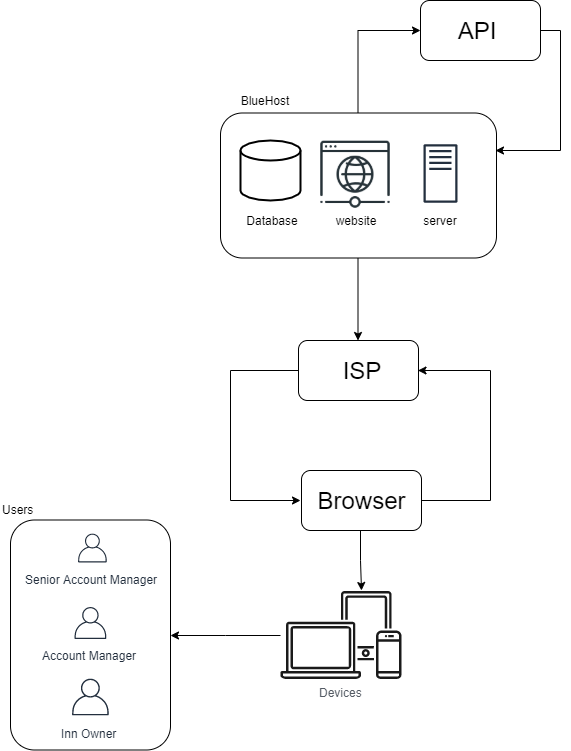 API
BlueHost
Database
website
server
ISP
Browser
Users
Senior Account Manager
Account Manager
Inn Owner
Devices